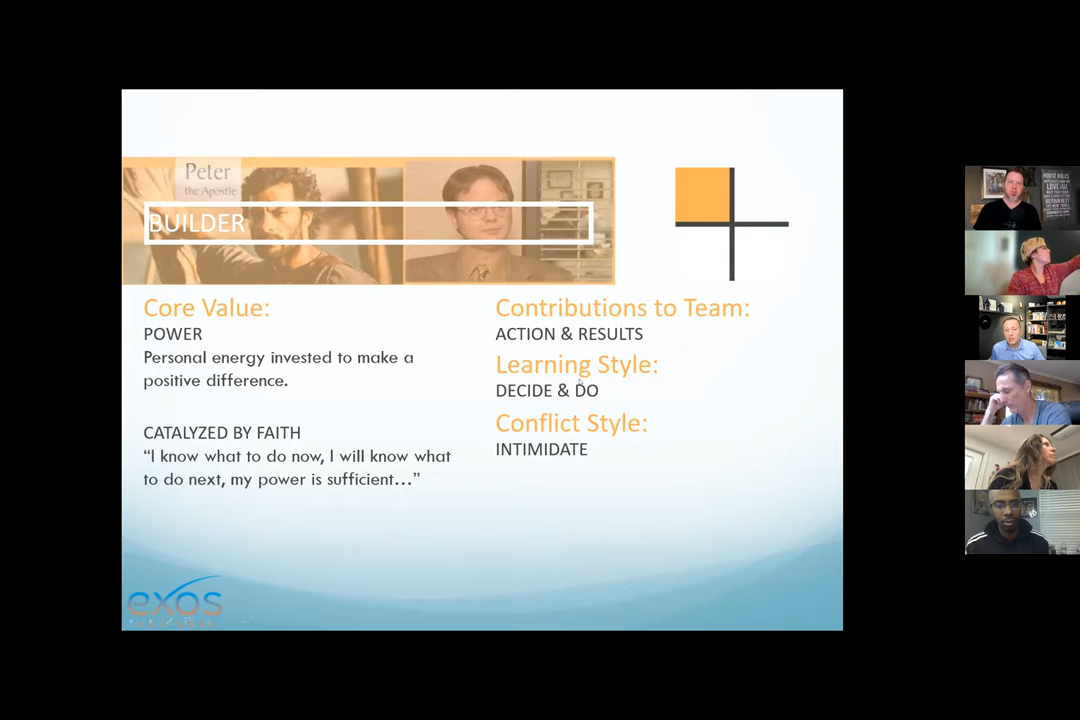 Peter
the Apostle
BUILDER
Core Value:
POWER
Personal energy invested to make a
positive difference.
CATALYZED BY FAITH
“I know what to do now, I will know what
to do next, my power is sufficient…”
Contributions to Team:
ACTION & RESULTS
Learning Style:
DECIDE & DO
Conflict Style:
INTIMIDATE
exos
HOUSE RULES